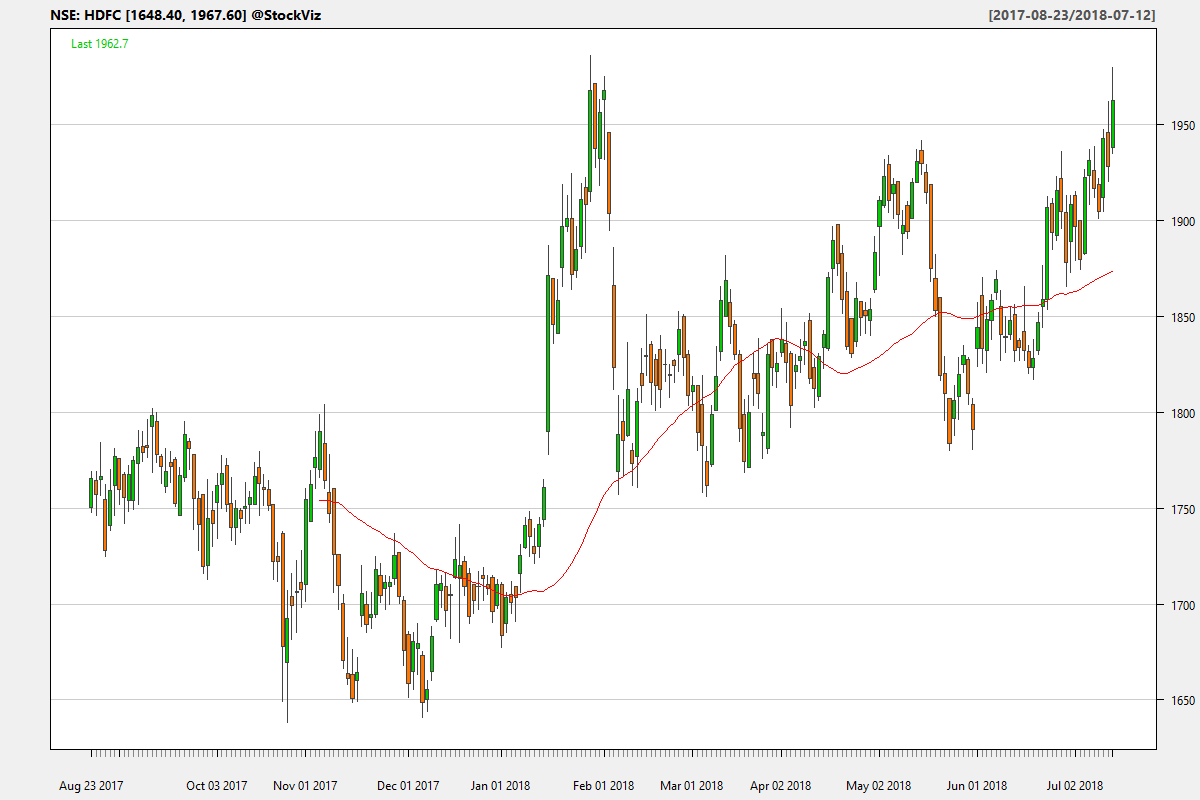 NSE: HDFC [1648.40, 1967.60] @StockViz
[2017-08-23/2018-07-12]
Last 1962.7
1950
1900
1850
1800
1750
1700
1650
Aug 23 2017
Oct 03 2017
Nov 01 2017
Dec 01 2017
Jan 01 2018
Feb 01 2018
Mar 01 2018
Apr 02 2018
May 02 2018
Jun 01 2018
Jul 02 2018